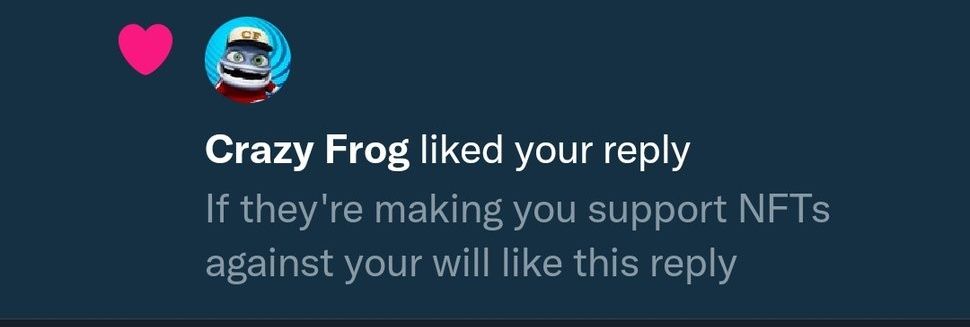 CF
Crazy Frog liked your reply
If they're making you support NFTs
against your will like this reply